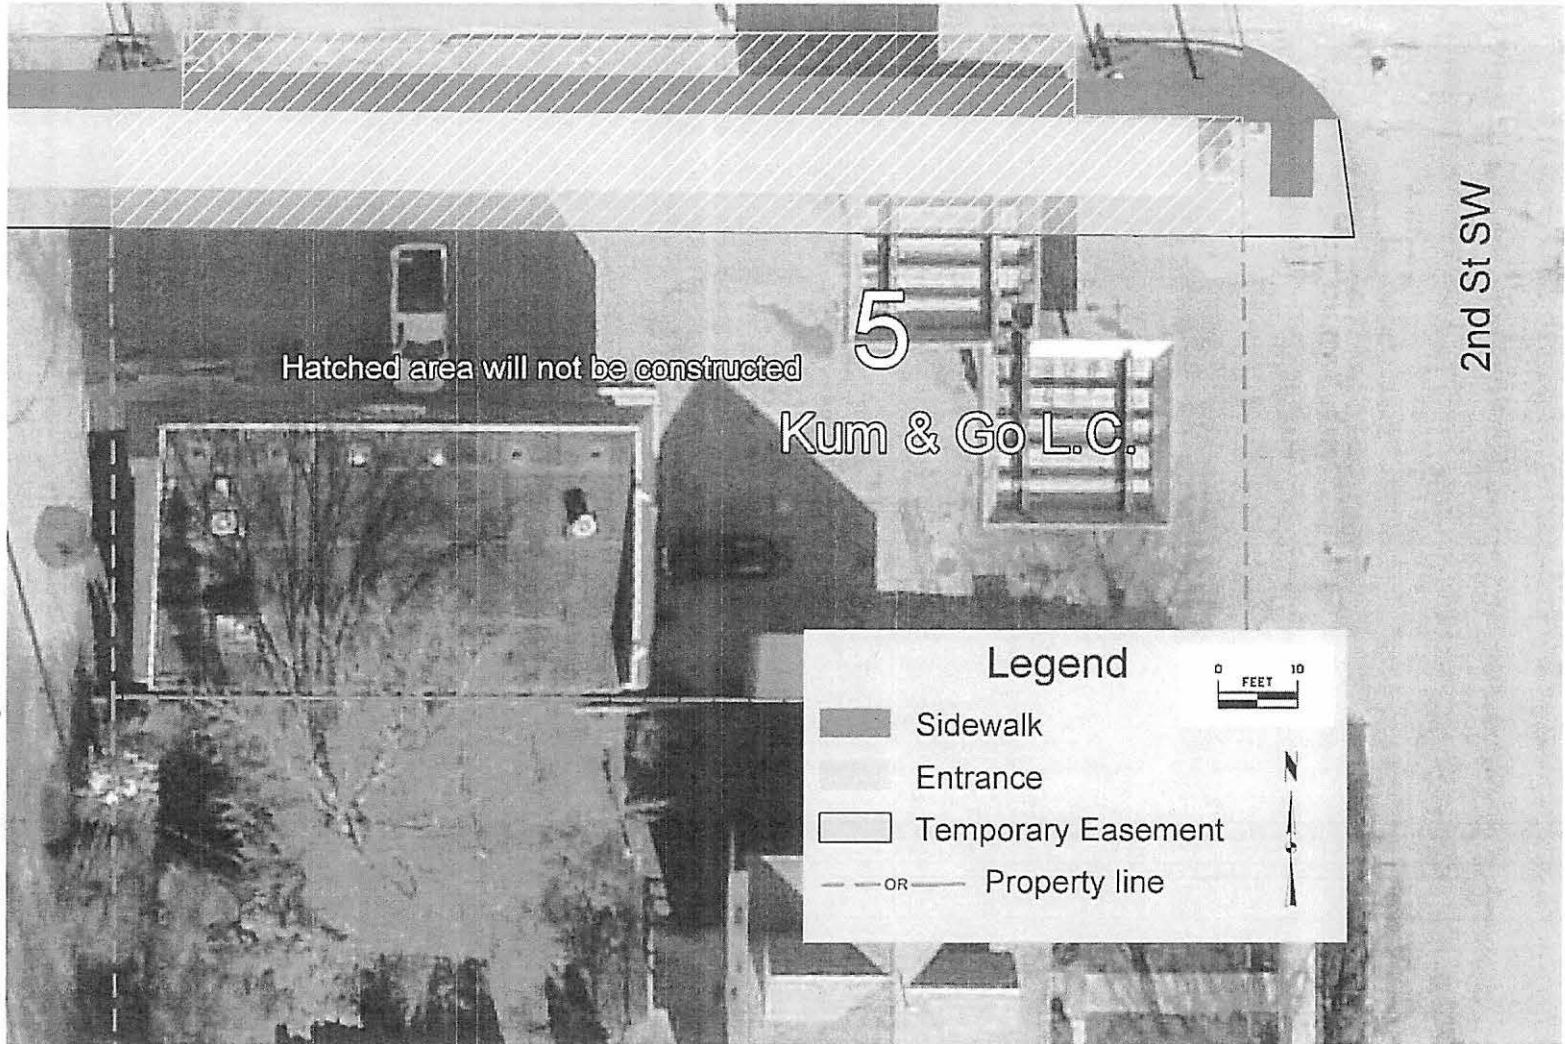 2nd St SW
5
Hatched area will not be constructed
Kum & Go L.C.
Legend
0 10
FEET
Sidewalk
Entrance
Temporary Easement
OR Property line
N